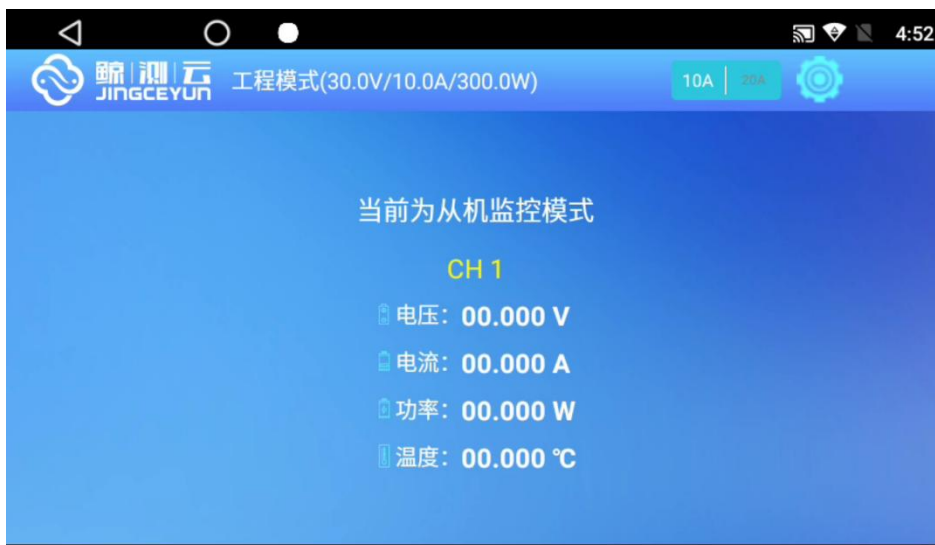 4:52
鲸测云
JINGCEYUN
工程模式(30.0V/10.0A/300.0W)
10A 20A
当前为从机监控模式
CH 1
电压：00.000 V
电流：00.000 A
功率：00.000 W
温度：00.000 ℃